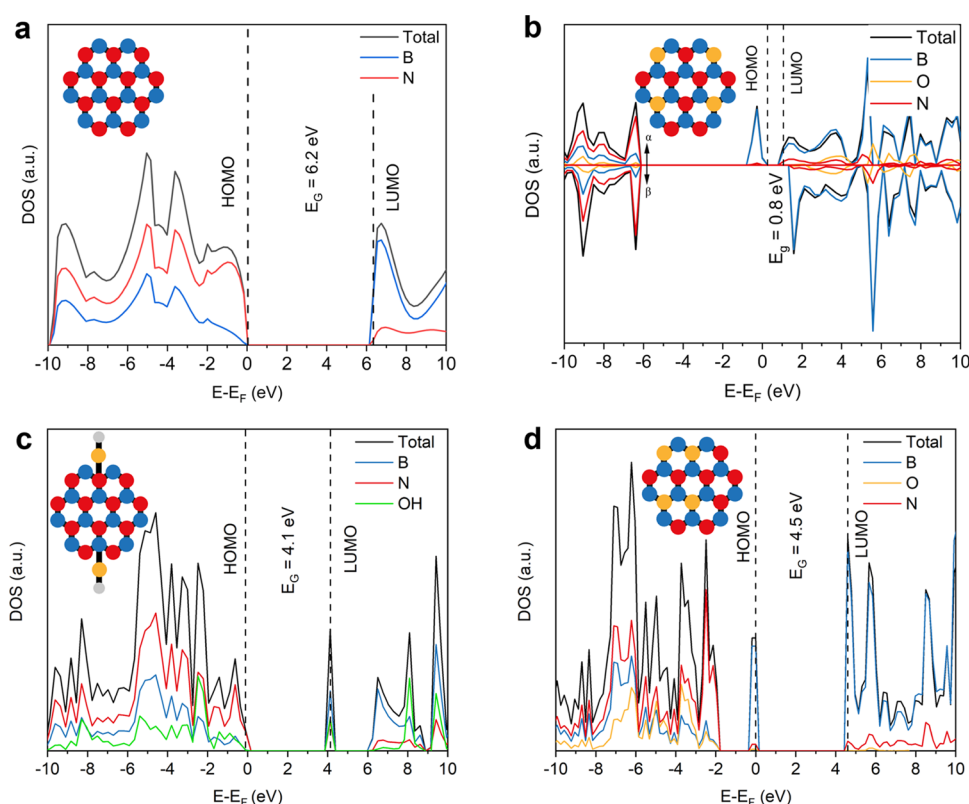 a
Total
B
N
HOMO
E_G = 6.2 eV
LUMO
DOS (a.u.)
-10 -8 -6 -4 -2 0 2 4 6 8 10
E-E_F (eV)
b
Total
B
O
N
HOMO
LUMO
α
β
E_g = 0.8 eV
DOS (a.u.)
-10 -8 -6 -4 -2 0 2 4 6 8 10
E-E_F (eV)
c
Total
B
N
OH
HOMO
E_G = 4.1 eV
LUMO
DOS (a.u.)
-10 -8 -6 -4 -2 0 2 4 6 8 10
E-E_F (eV)
d
Total
B
O
N
HOMO
E_G = 4.5 eV
LUMO
DOS (a.u.)
-10 -8 -6 -4 -2 0 2 4 6 8 10
E-E_F (eV)